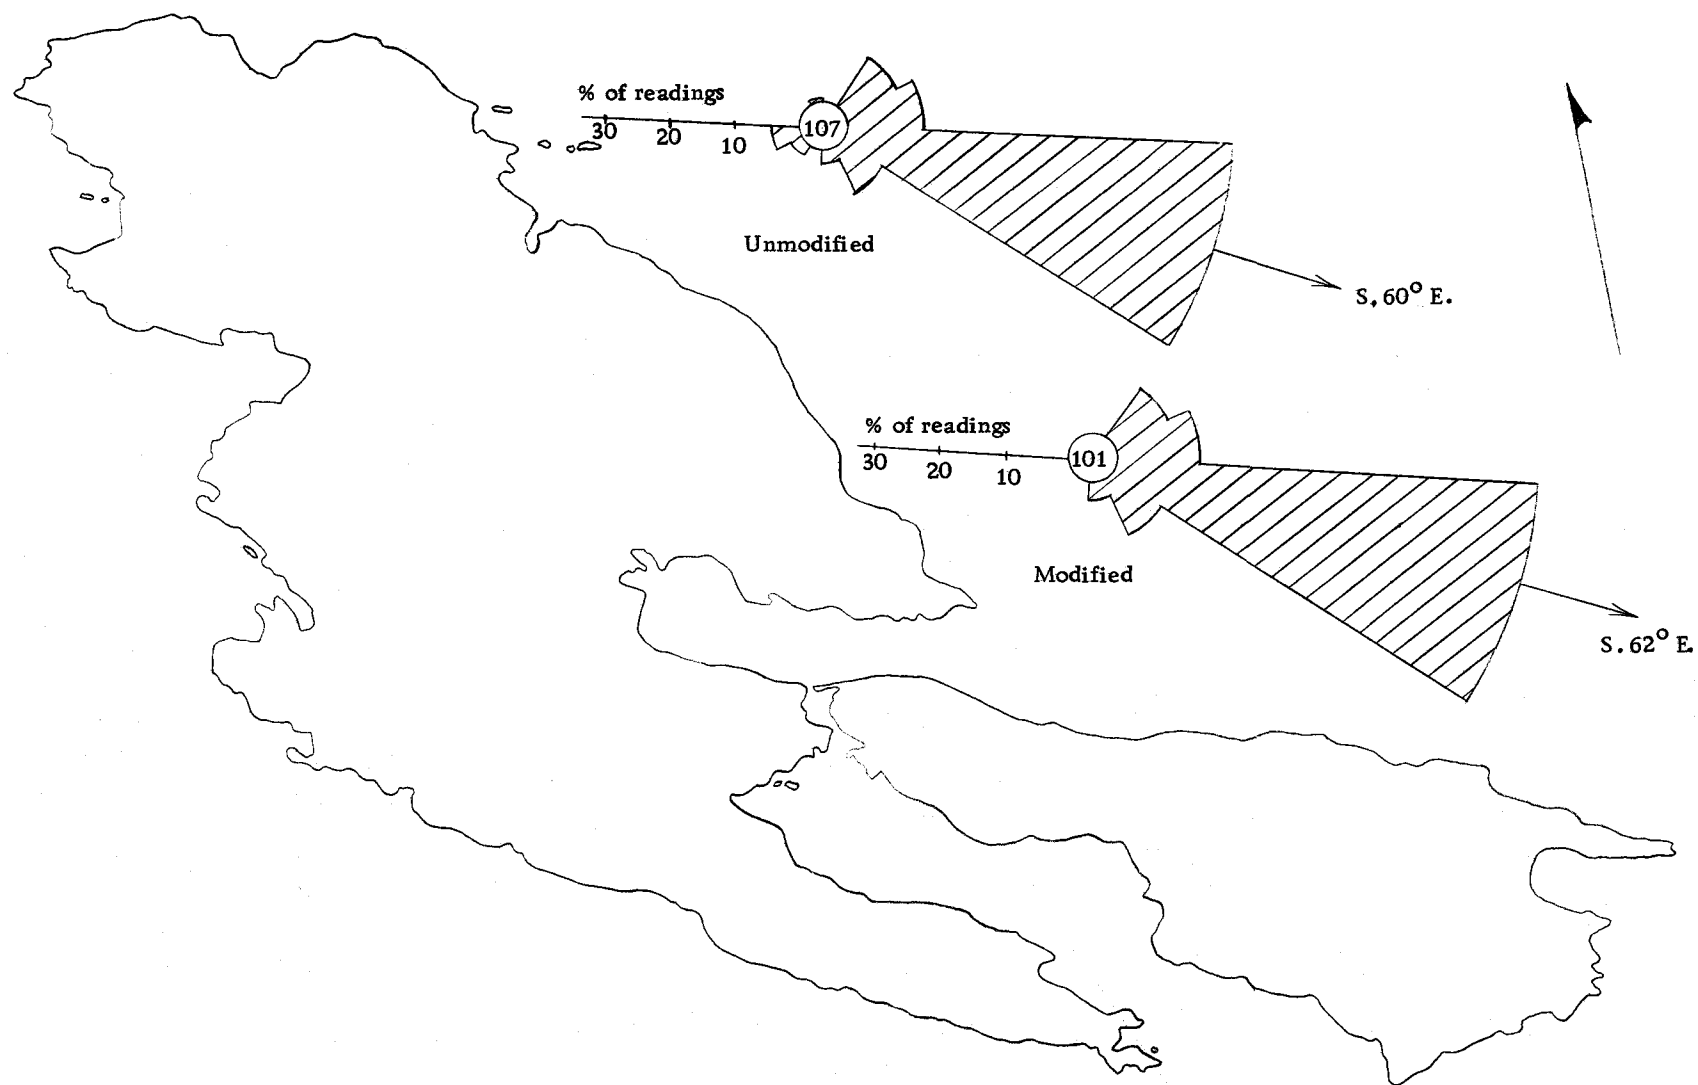 % of readings
30
20
10
107
Unmodified
S.60° E.
% of readings
30
20
10
101
Modified
S.62° E.